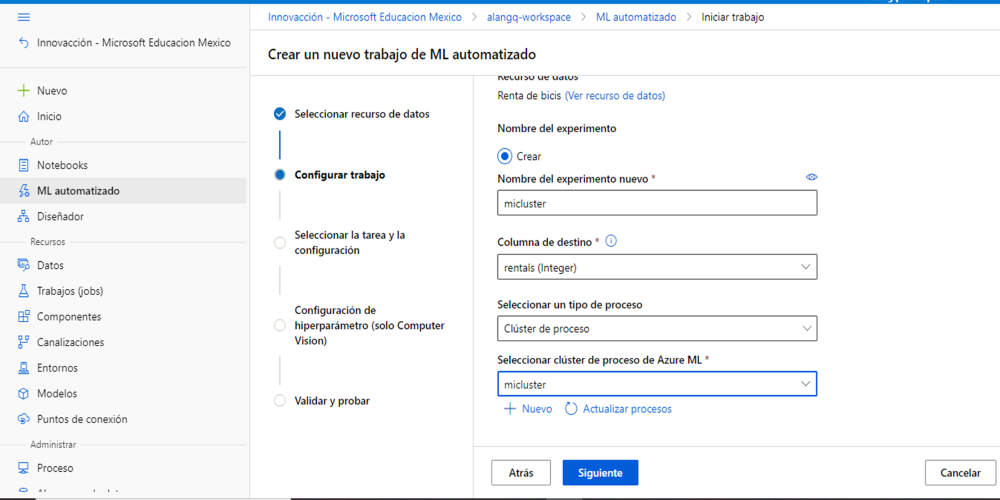 Innovacción - Microsoft Educacion Mexico > alangq-workspace > ML automatizado > Iniciar trabajo
Innovacción - Microsoft Educacion Mexico
Nuevo
Inicio
Autor
Notebooks
ML automatizado
Diseñador
Recursos
Datos
Trabajos (jobs)
Componentes
Canalizaciones
Entornos
Modelos
Puntos de conexión
Administrar
Proceso
Crear un nuevo trabajo de ML automatizado
Seleccionar recurso de datos
Configurar trabajo
Seleccionar la tarea y la
configuración
Configuración de
hiperparámetro (solo Computer
Vision)
Validar y probar
Recurso de datos
Renta de bicis (Ver recurso de datos)
Nombre del experimento
Crear
Nombre del experimento nuevo *
micluster
Columna de destino *
rentals (Integer)
Seleccionar un tipo de proceso
Clúster de proceso
Seleccionar clúster de proceso de Azure ML *
micluster
Nuevo Actualizar procesos
Atrás Siguiente Cancelar